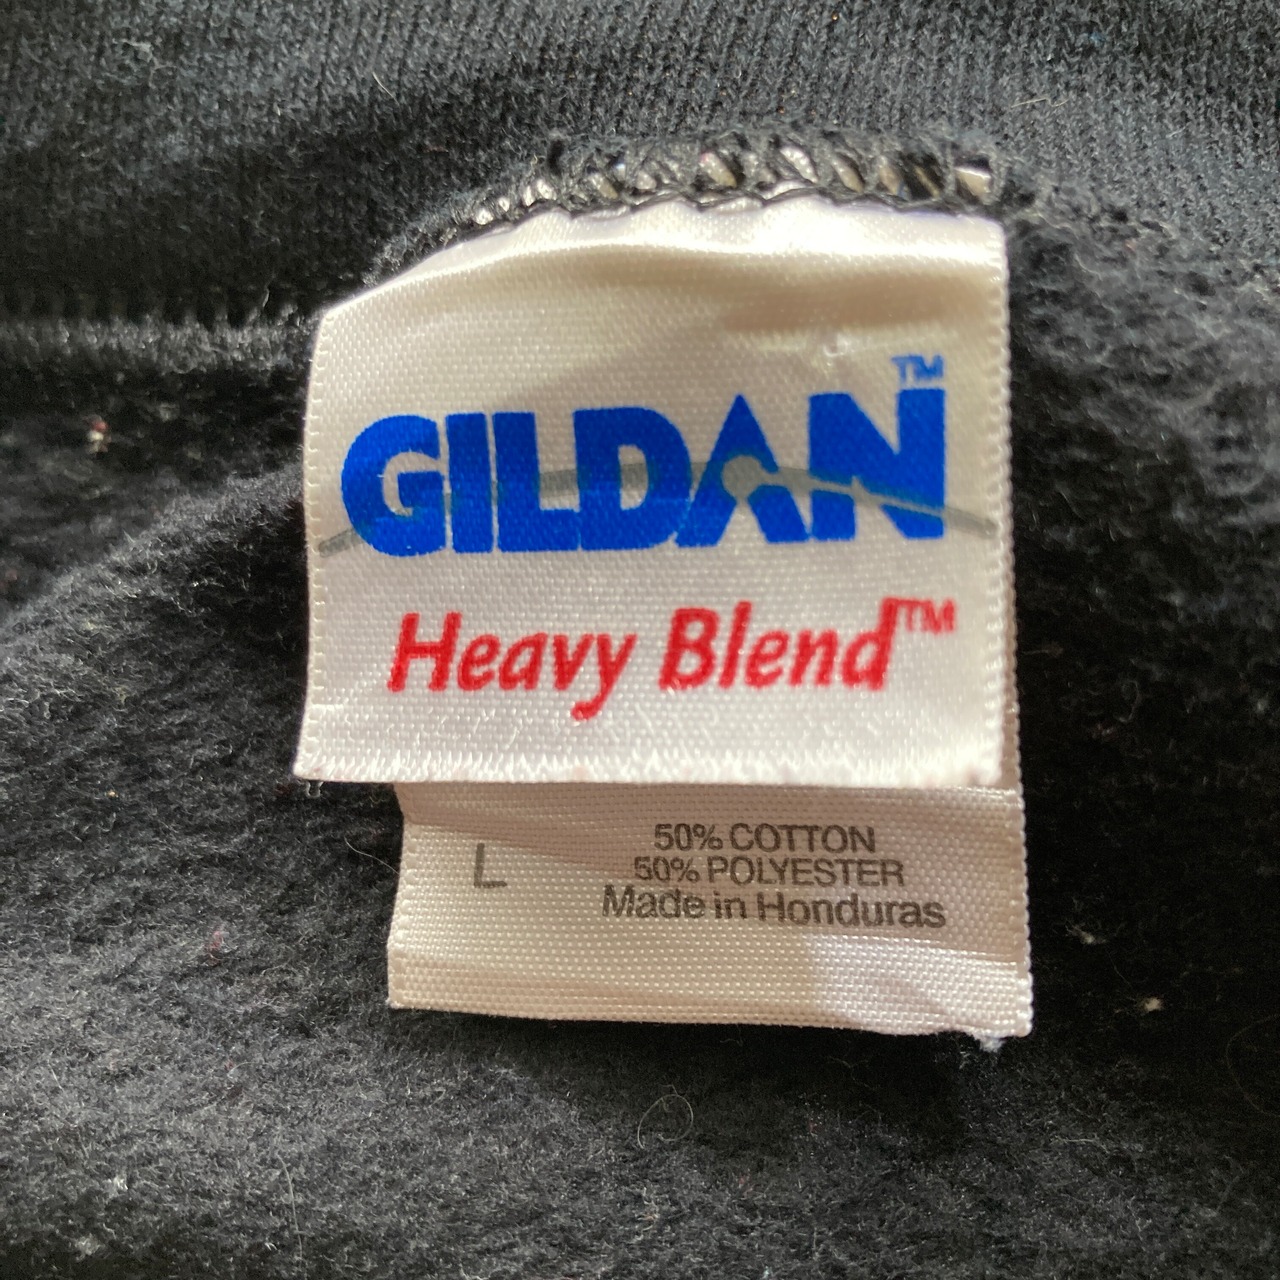 GILDAN™
Heavy Blend™
L
50% COTTON
50% POLYESTER
Made in Honduras